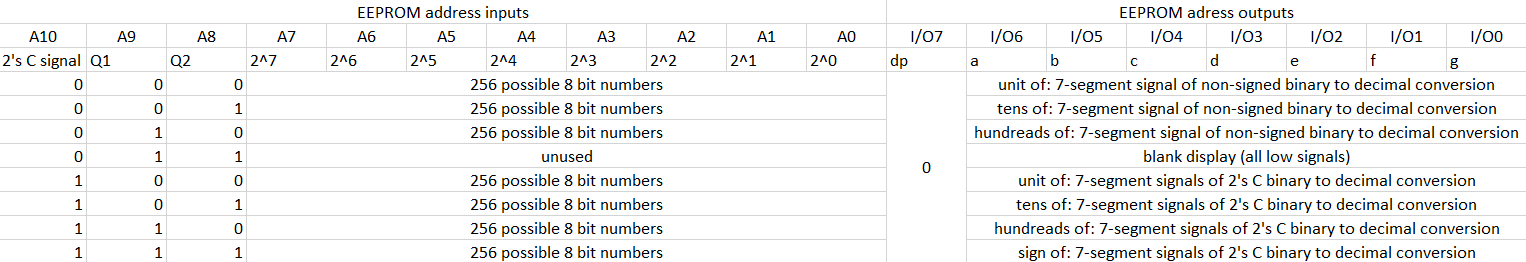 EEPROM address inputs EEPROM adress outputs
A10 A9 A8 A7 A6 A5 A4 A3 A2 A1 A0 I/O7 I/O6 I/O5 I/O4 I/O3 I/O2 I/O1 I/O0
2's C signal Q1 Q2 2^7 2^6 2^5 2^4 2^3 2^2 2^1 2^0 dp a b c d e f g
0 0 0 256 possible 8 bit numbers unit of: 7-segment signal of non-signed binary to decimal conversion
0 0 1 256 possible 8 bit numbers tens of: 7-segment signal of non-signed binary to decimal conversion
0 1 0 256 possible 8 bit numbers hundreads of: 7-segment signal of non-signed binary to decimal conversion
0 1 1 unused blank display (all low signals)
0
1 0 0 256 possible 8 bit numbers unit of: 7-segment signals of 2's C binary to decimal conversion
1 0 1 256 possible 8 bit numbers tens of: 7-segment signals of 2's C binary to decimal conversion
1 1 0 256 possible 8 bit numbers hundreads of: 7-segment signals of 2's C binary to decimal conversion
1 1 1 256 possible 8 bit numbers sign of: 7-segment signals of 2's C binary to decimal conversion